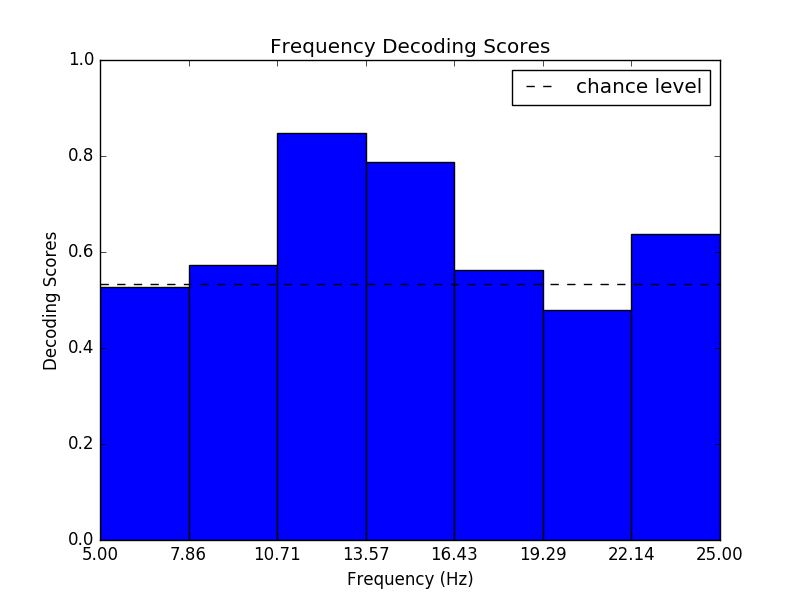 Frequency Decoding Scores
chance level
1.0
0.8
0.6
0.4
0.2
0.0
Decoding Scores
5.00 7.86 10.71 13.57 16.43 19.29 22.14 25.00
Frequency (Hz)